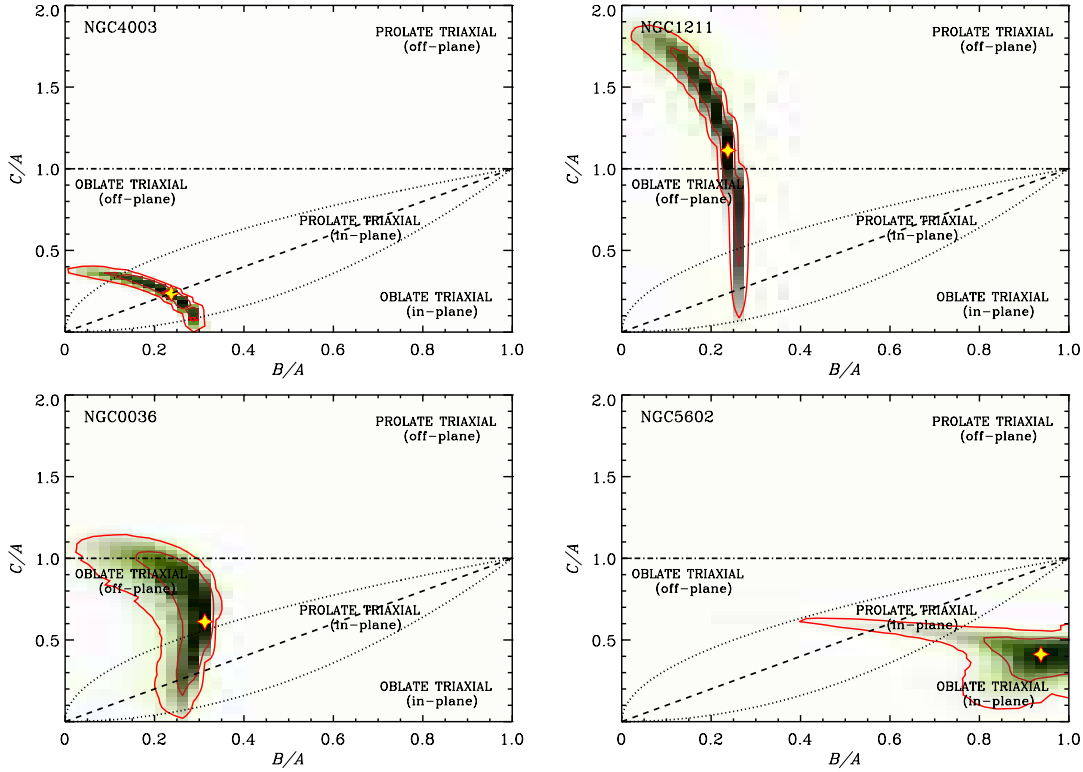 NGC4003
PROLATE TRIAXIAL
(off-plane)
OBLATE TRIAXIAL
(off-plane)
PROLATE TRIAXIAL
(in-plane)
OBLATE TRIAXIAL
(in-plane)
2.0
1.5
1.0
0.5
C/A
0 0.2 0.4 0.6 0.8 1.0
B/A
NGC1211
PROLATE TRIAXIAL
(off-plane)
OBLATE TRIAXIAL
(off-plane)
PROLATE TRIAXIAL
(in-plane)
OBLATE TRIAXIAL
(in-plane)
2.0
1.5
1.0
0.5
C/A
0 0.2 0.4 0.6 0.8 1.0
B/A
NGC0036
PROLATE TRIAXIAL
(off-plane)
OBLATE TRIAXIAL
(off-plane)
PROLATE TRIAXIAL
(in-plane)
OBLATE TRIAXIAL
(in-plane)
2.0
1.5
1.0
0.5
C/A
0 0.2 0.4 0.6 0.8 1.0
B/A
NGC5602
PROLATE TRIAXIAL
(off-plane)
OBLATE TRIAXIAL
(off-plane)
PROLATE TRIAXIAL
(in-plane)
OBLATE TRIAXIAL
(in-plane)
2.0
1.5
1.0
0.5
C/A
0 0.2 0.4 0.6 0.8 1.0
B/A